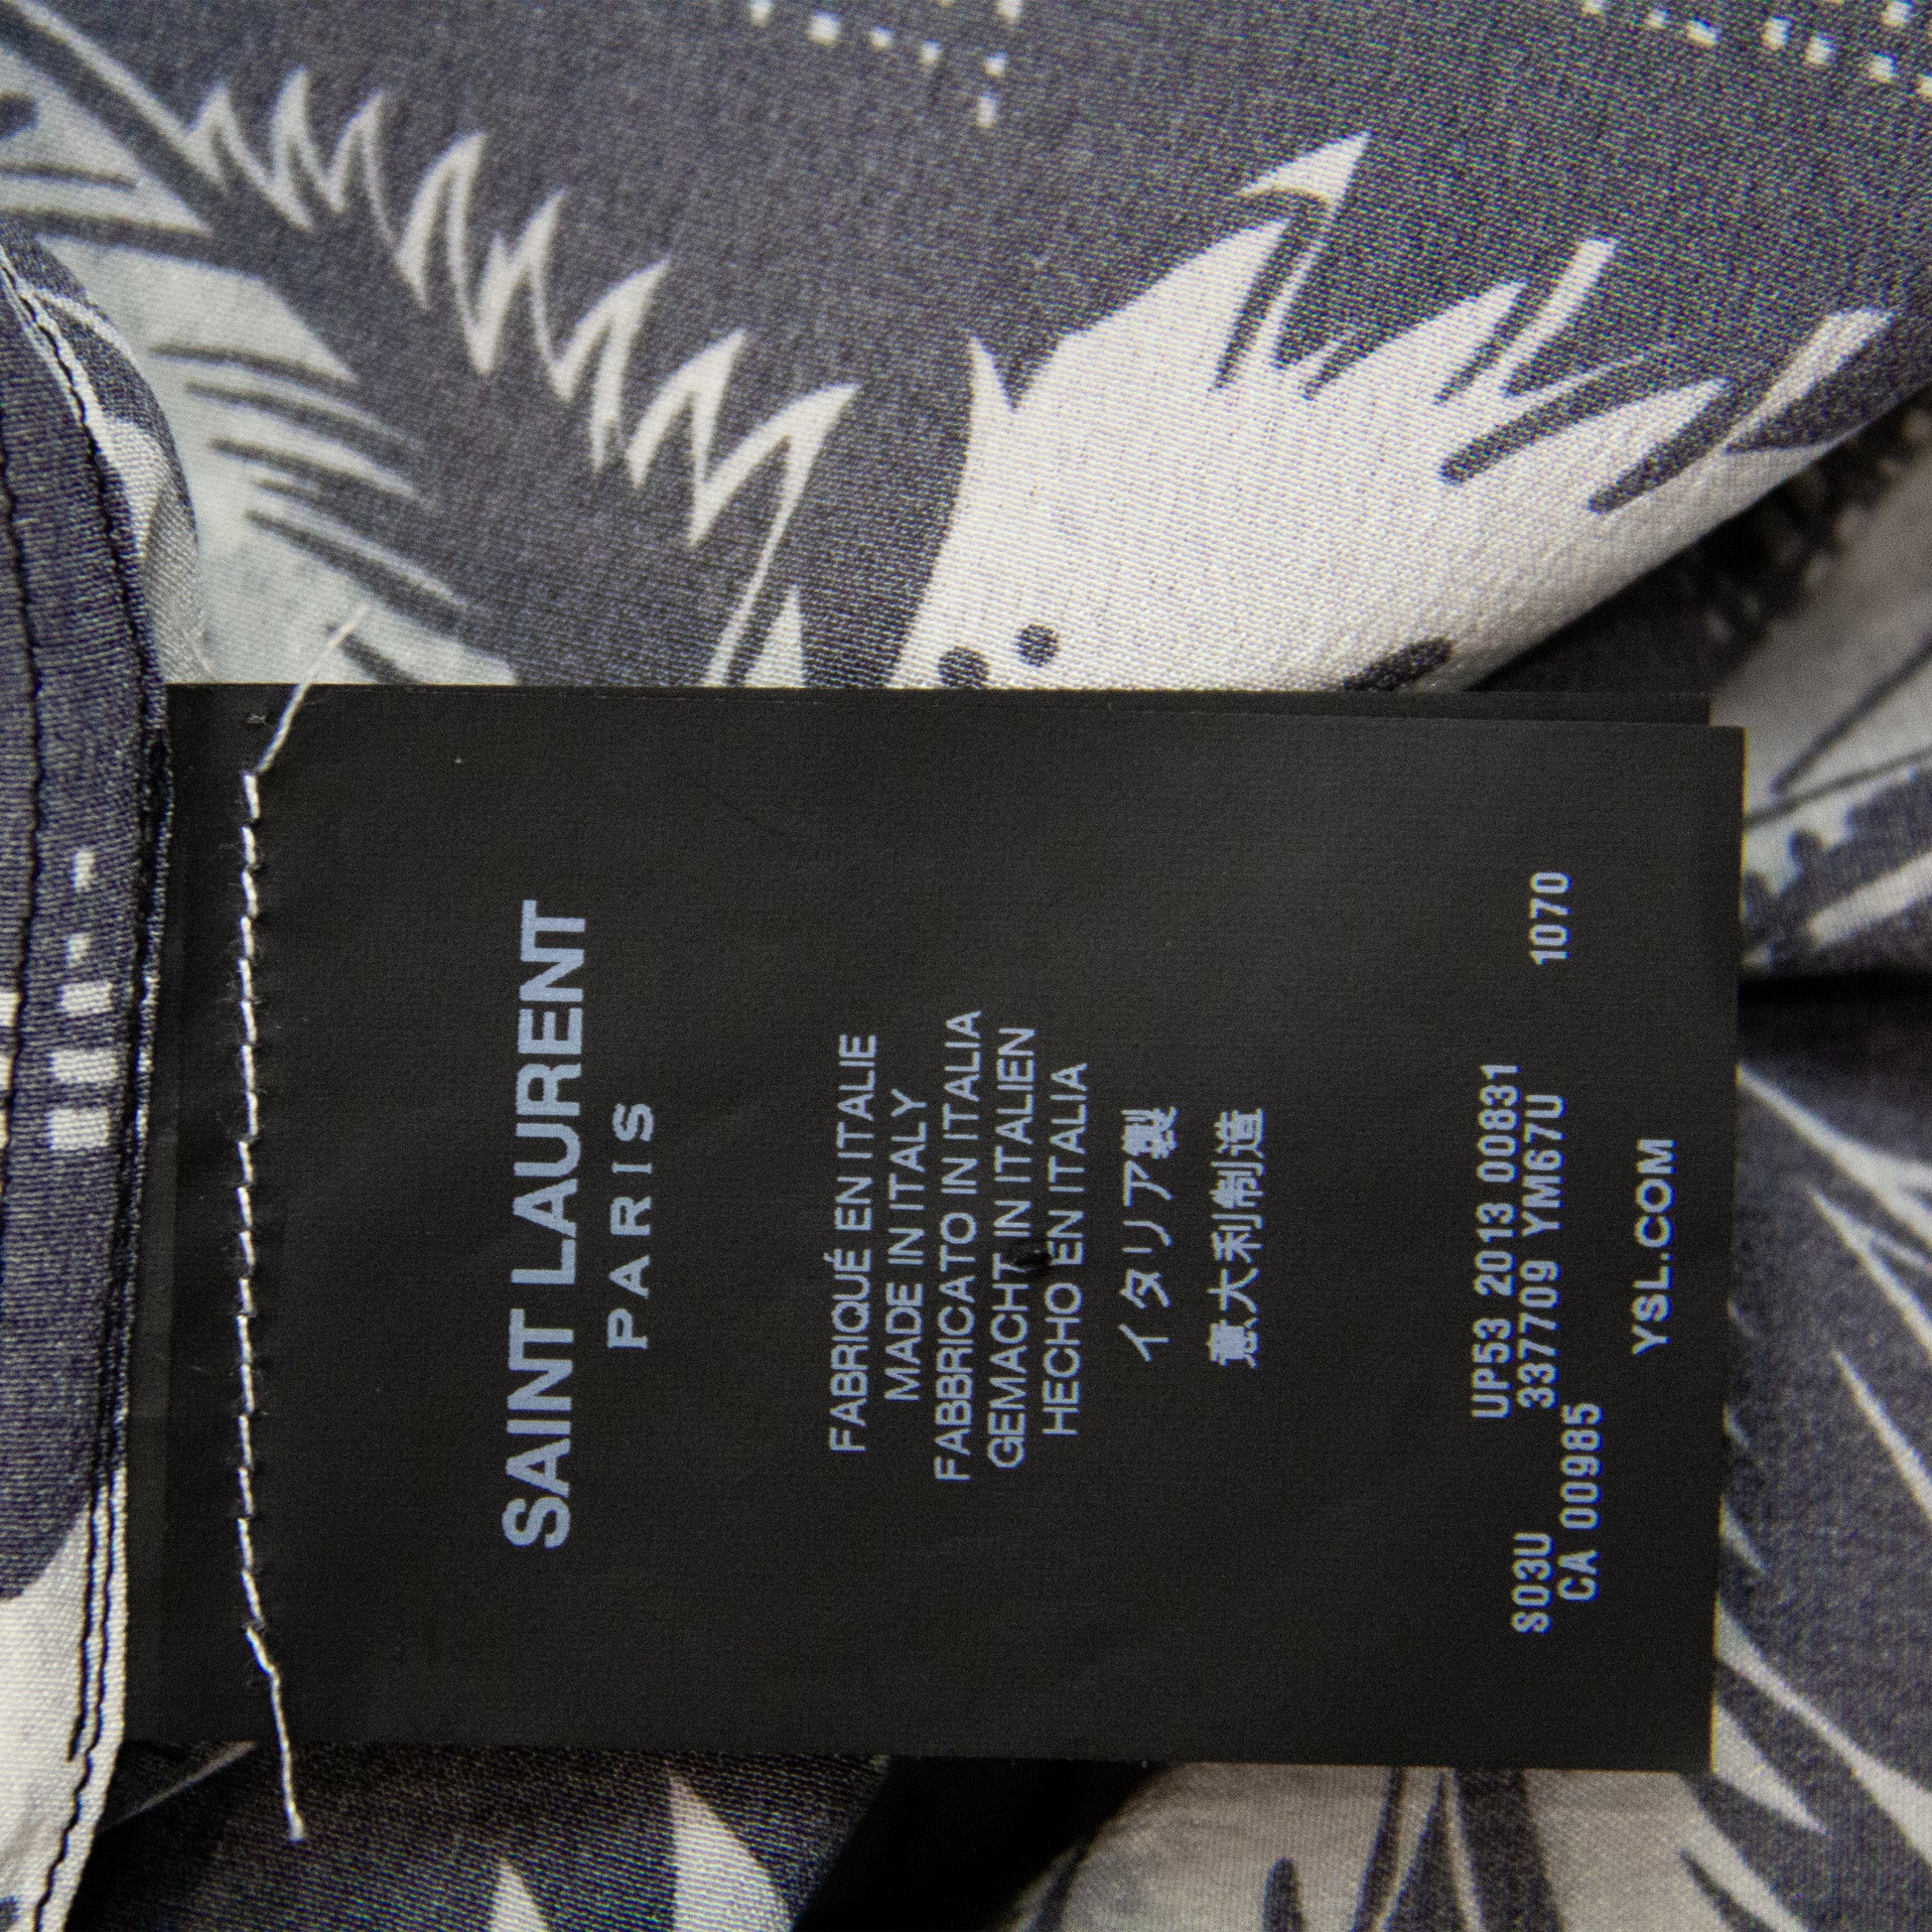 SAINT LAURENT
PARIS
FABRIQUÉ EN ITALIE
MADE IN ITALY
FABBRICATO IN ITALIA
GEMACHT IN ITALIEN
HECHO EN ITALIA
イタリア製
意大利制造
UP53 2013 00831
S03U 337709 YM67U 1070
CA 00985
YSL.COM